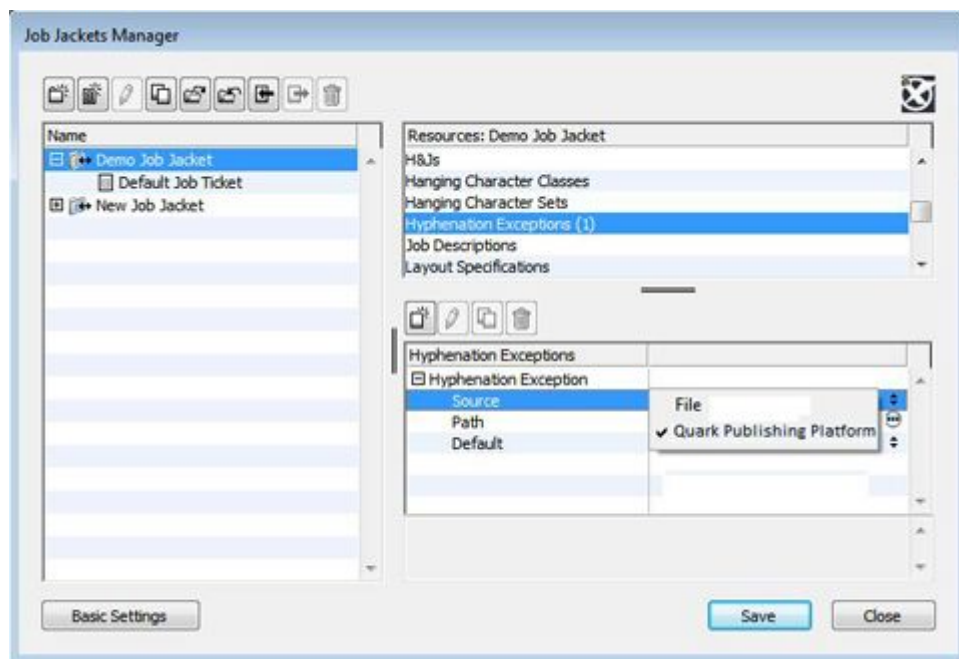 Job Jackets Manager
Name
Demo Job Jacket
Default Job Ticket
New Job Jacket
Resources: Demo Job Jacket
H&Js
Hanging Character Classes
Hanging Character Sets
Hyphenation Exceptions (1)
Job Descriptions
Layout Specifications
Hyphenation Exceptions
Hyphenation Exception
Source
File
Path
Quark Publishing Platform
Default
Basic Settings
Save
Close